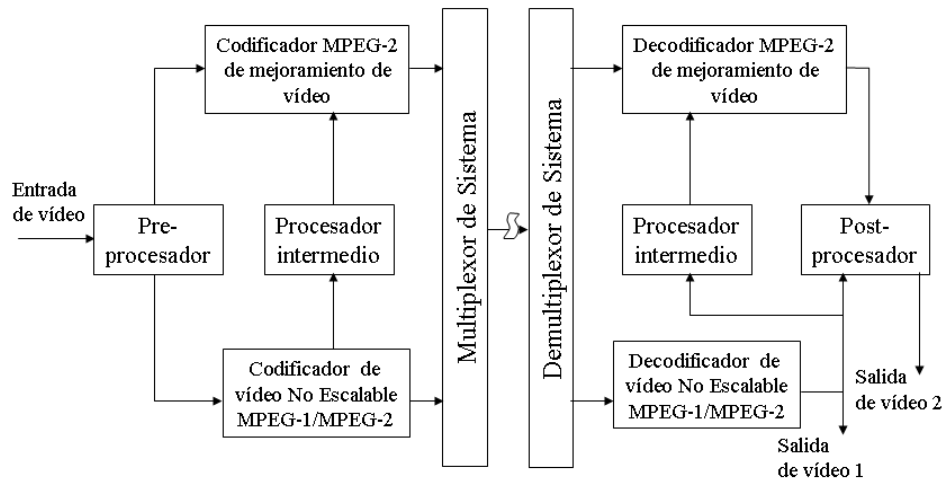 Codificador MPEG-2
de mejoramiento de
vídeo
Decodificador MPEG-2
de mejoramiento de
vídeo
Entrada
de vídeo
Pre-
procesador
Procesador
intermedio
Multiplexor de Sistema
Demultiplexor de Sistema
Procesador
intermedio
Post-
procesador
Codificador de
vídeo No Escalable
MPEG-1/MPEG-2
Decodificador de
vídeo No Escalable
MPEG-1/MPEG-2
Salida
de vídeo 2
Salida
de vídeo 1